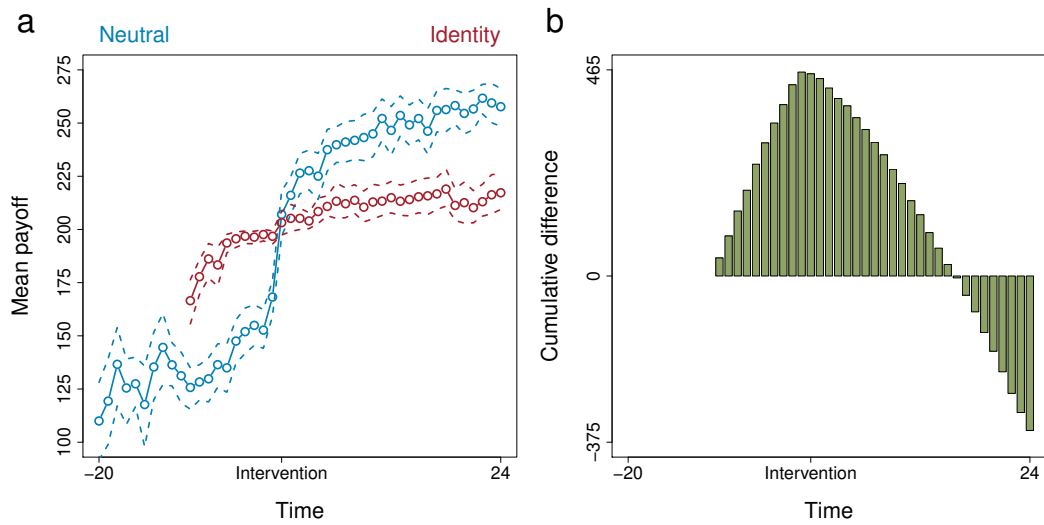 a
Neutral
Identity
Mean payoff
275
250
225
200
175
150
125
100
−20
Intervention
24
Time
b
Cumulative difference
465
0
−375
−20
Intervention
24
Time